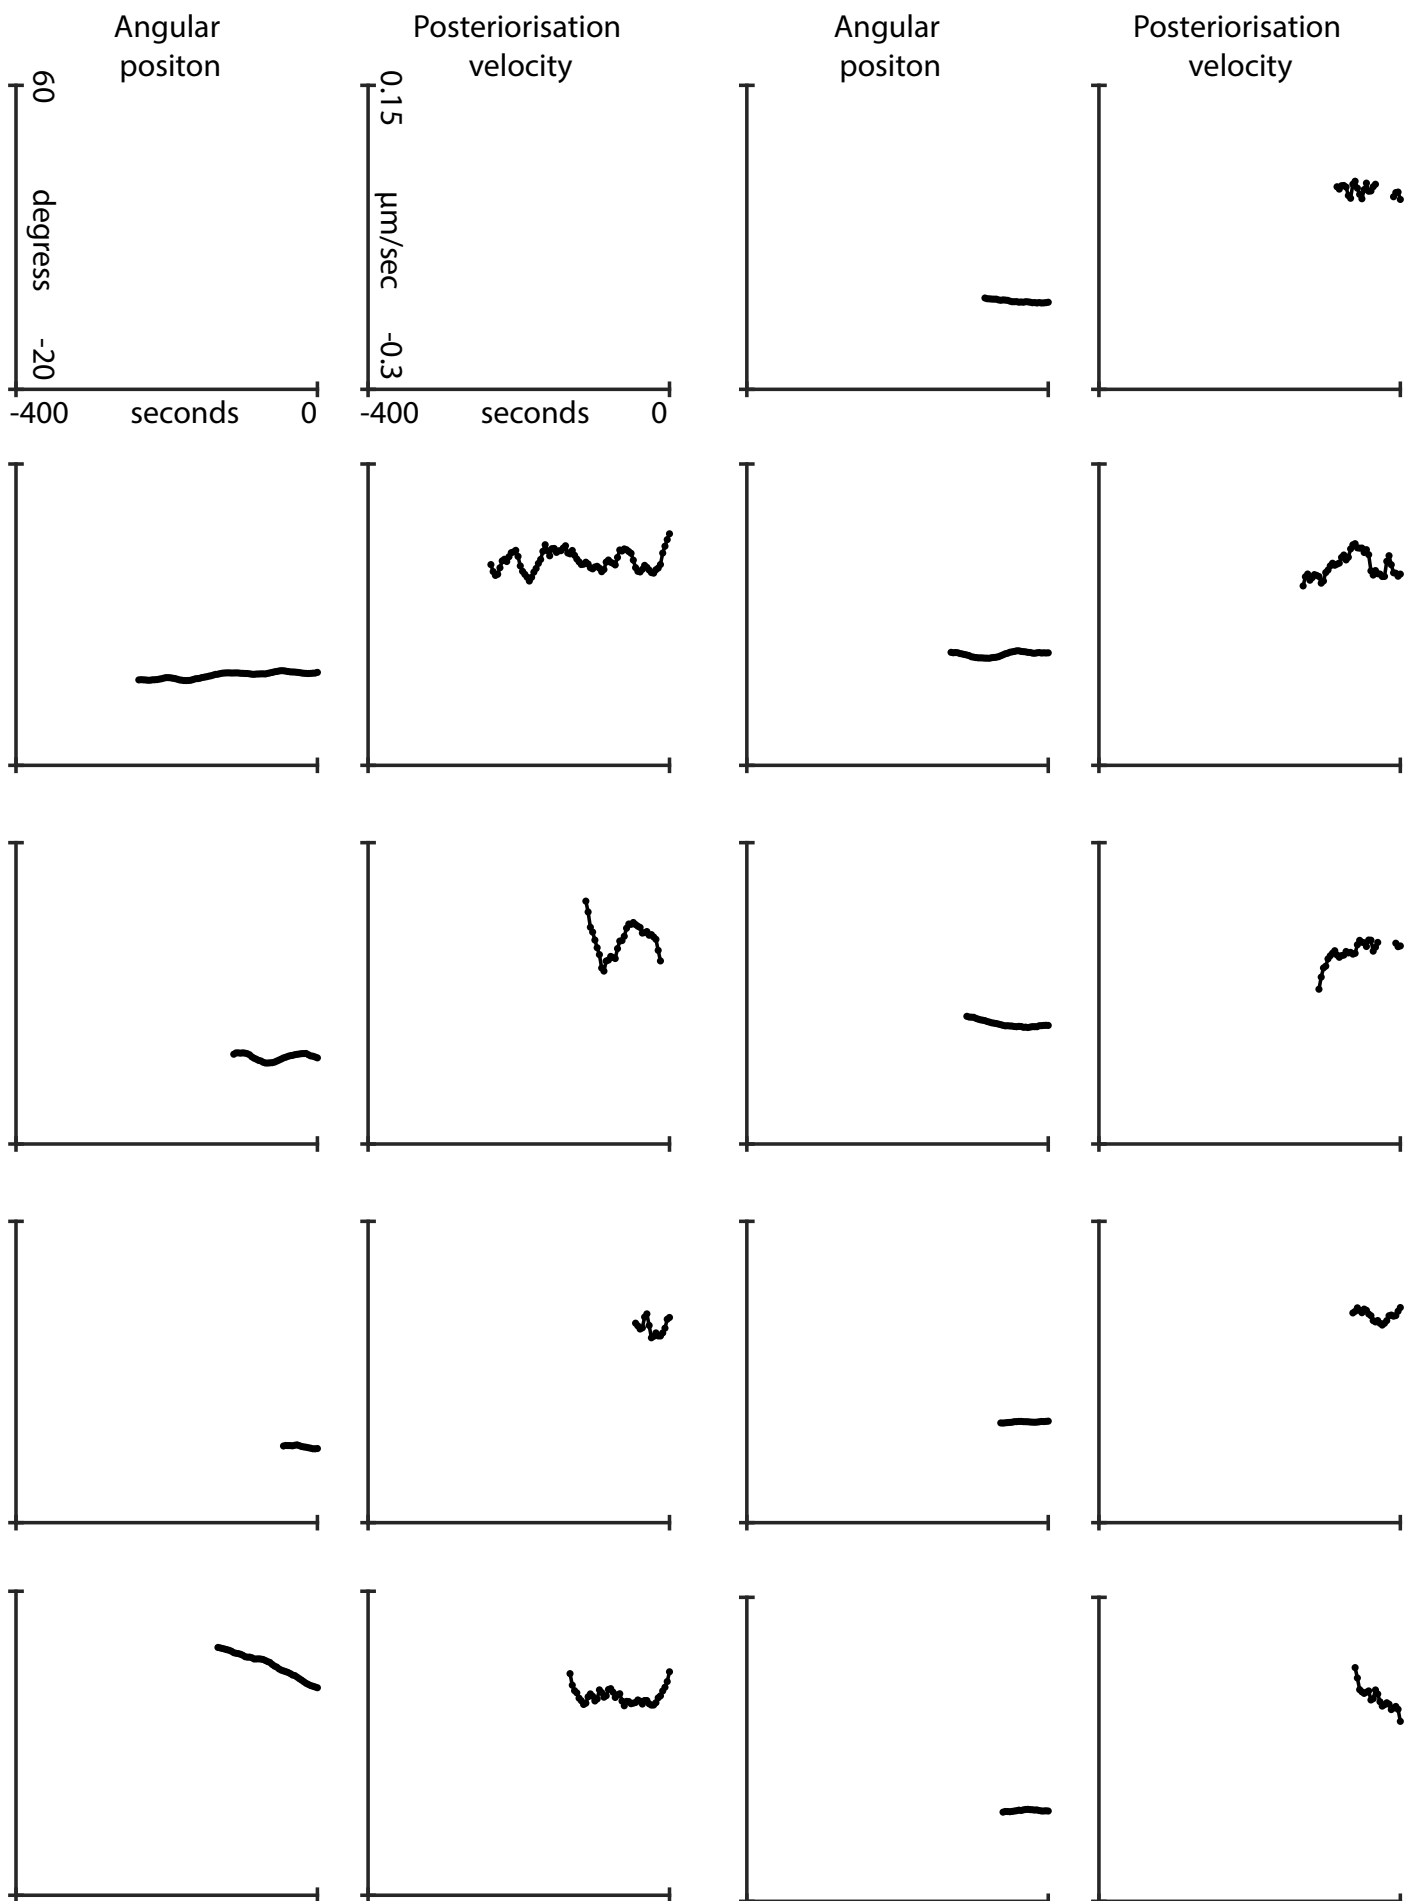 Angular
positon
Posteriorisation
velocity
Angular
positon
Posteriorisation
velocity
60
degress
-20
0.15
μm/sec
-0.3
-400 seconds 0
-400 seconds 0